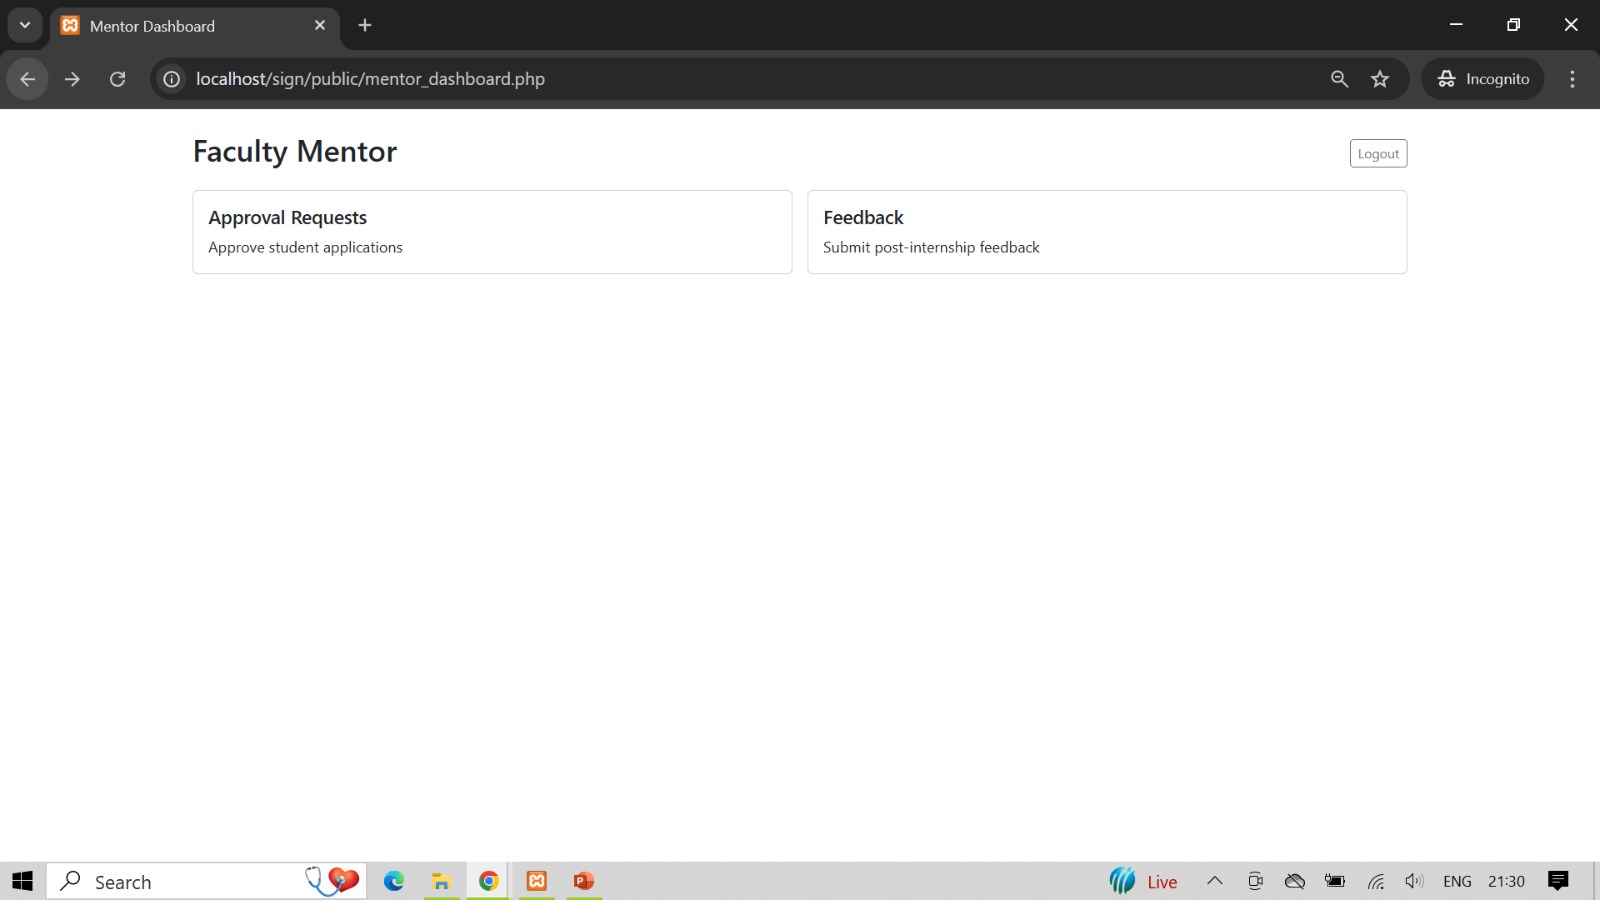 Mentor Dashboard
localhost/sign/public/mentor_dashboard.php
Incognito
Faculty Mentor
Logout
Approval Requests
Approve student applications
Feedback
Submit post-internship feedback
Search
Live
ENG
21:30